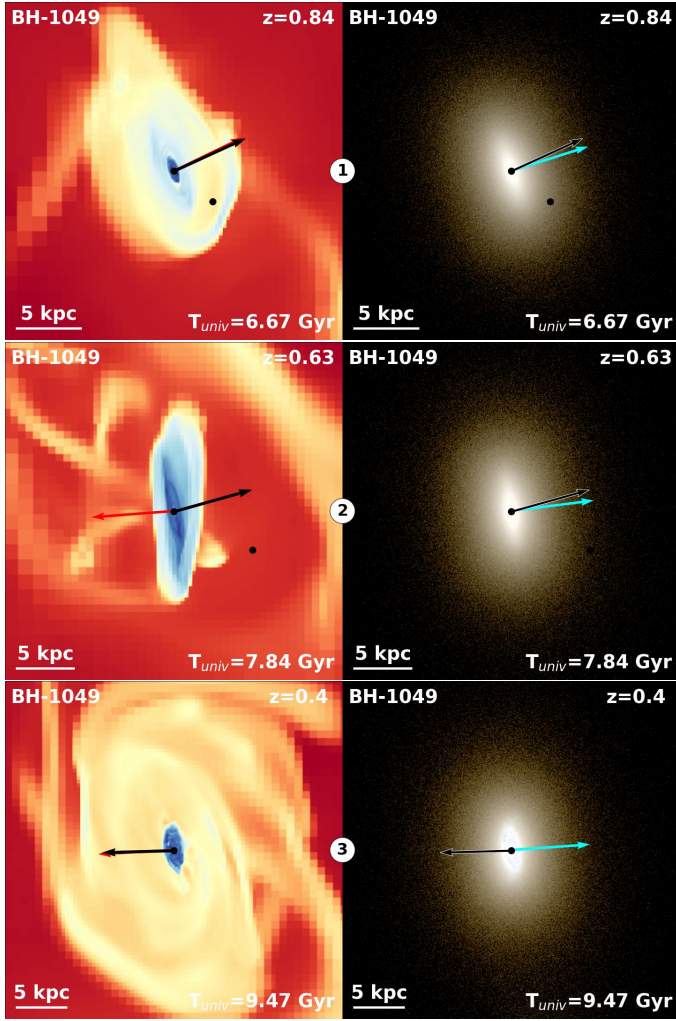 BH-1049 z=0.84 BH-1049 z=0.84
1
5 kpc T_univ=6.67 Gyr 5 kpc T_univ=6.67 Gyr
BH-1049 z=0.63 BH-1049 z=0.63
2
5 kpc T_univ=7.84 Gyr 5 kpc T_univ=7.84 Gyr
BH-1049 z=0.4 BH-1049 z=0.4
3
5 kpc T_univ=9.47 Gyr 5 kpc T_univ=9.47 Gyr